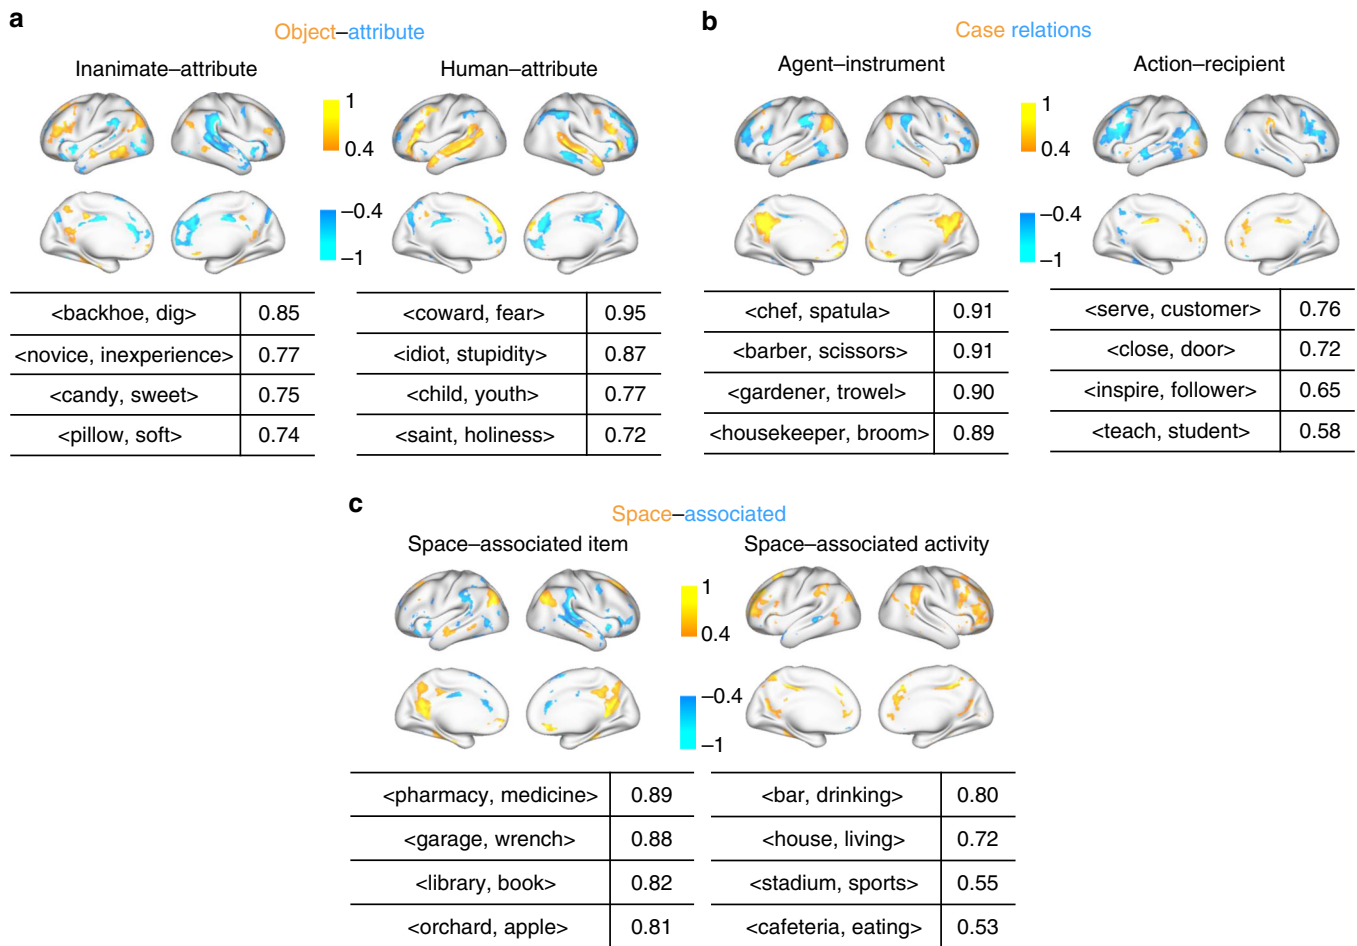 a
Object–attribute
Inanimate–attribute
Human–attribute
1
0.4
–0.4
–1
<backhoe, dig> 0.85
<novice, inexperience> 0.77
<candy, sweet> 0.75
<pillow, soft> 0.74
<coward, fear> 0.95
<idiot, stupidity> 0.87
<child, youth> 0.77
<saint, holiness> 0.72
b
Case relations
Agent–instrument
Action–recipient
1
0.4
–0.4
–1
<chef, spatula> 0.91
<barber, scissors> 0.91
<gardener, trowel> 0.90
<housekeeper, broom> 0.89
<serve, customer> 0.76
<close, door> 0.72
<inspire, follower> 0.65
<teach, student> 0.58
c
Space–associated
Space–associated item
Space–associated activity
1
0.4
–0.4
–1
<pharmacy, medicine> 0.89
<garage, wrench> 0.88
<library, book> 0.82
<orchard, apple> 0.81
<bar, drinking> 0.80
<house, living> 0.72
<stadium, sports> 0.55
<cafeteria, eating> 0.53